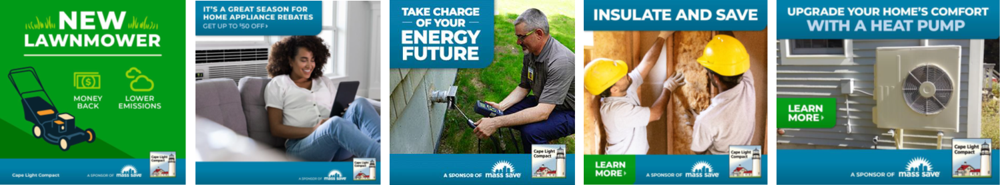 NEW
LAWNMOWER
MONEY
BACK
LOWER
EMISSIONS
Cape Light Compact
A SPONSOR OF mass save
Cape Light
Compact
IT'S A GREAT SEASON FOR
HOME APPLIANCE REBATES
GET UP TO $50 OFF
A SPONSOR OF mass save
Cape Light
Compact
TAKE CHARGE
OF YOUR
ENERGY
FUTURE
A SPONSOR OF mass save
Cape Light
Compact
INSULATE AND SAVE
LEARN
MORE
A SPONSOR OF mass save
Cape Light
Compact
UPGRADE YOUR HOME'S COMFORT
WITH A HEAT PUMP
LEARN
MORE
A SPONSOR OF mass save
Cape Light
Compact